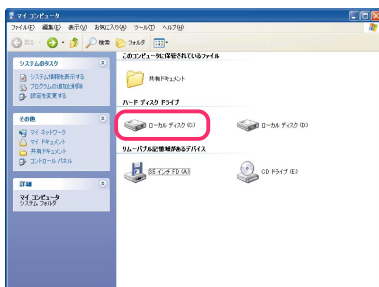 マイ コンピュータ
ファイル(F) 編集(E) 表示(V) お気に入り(A) ツール(T) ヘルプ(H)
戻る 検索 フォルダ
システムのタスク
システム情報を表示する
プログラムの追加と削除
設定を変更する
その他
マイ ネットワーク
マイ ドキュメント
共有ドキュメント
コントロール パネル
詳細
マイ コンピュータ
システム フォルダ
このコンピュータに保管されているファイル
共有ドキュメント
ハード ディスク ドライブ
ローカル ディスク (C:) ローカル ディスク (D:)
リムーバブル記憶域があるデバイス
3.5 インチ FD (A:) CD ドライブ (E:)